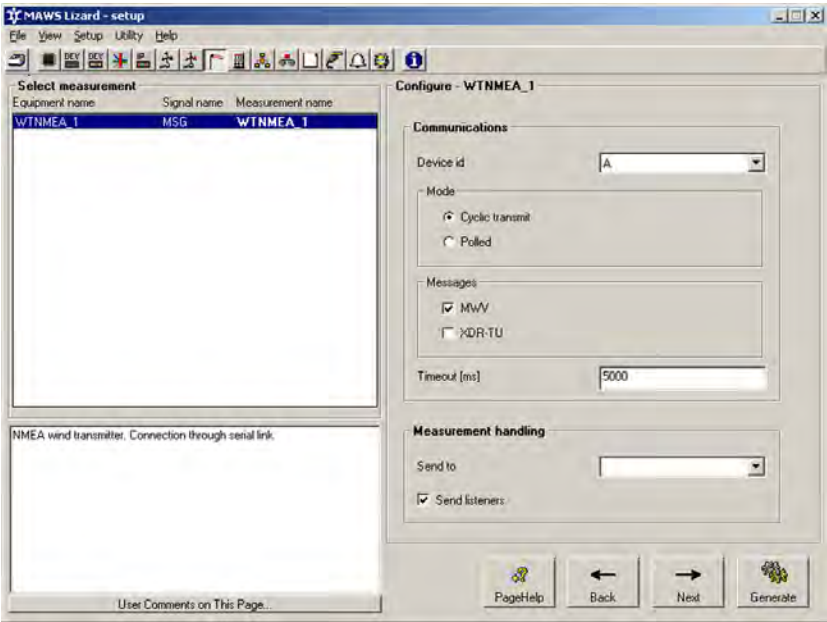 MAWS Lizard - setup
File View Setup Utility Help
DEV DEV
Select measurement
Equipment name Signal name Measurement name
WTNMEA_1 MSG WTNMEA_1
NMEA wind transmitter. Connection through serial link.
User Comments on This Page...
Configure - WTNMEA_1
Communications
Device id A
Mode
Cyclic transmit
Polled
Messages
MWV
XDR-TU
Timeout [ms] 5000
Measurement handling
Send to
Send listeners
PageHelp Back Next Generate